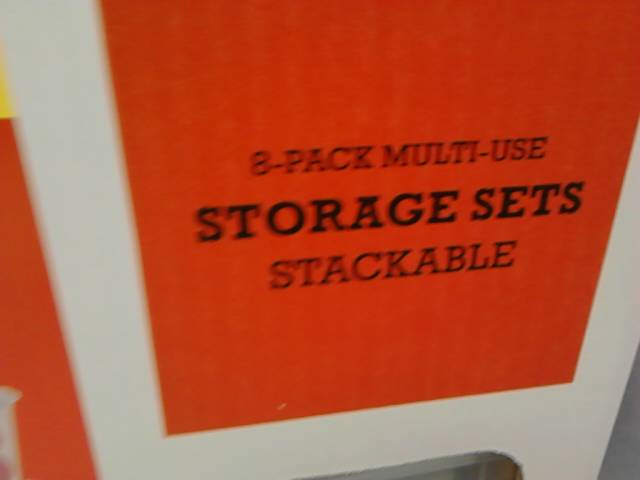 8-PACK MULTI-USE
STORAGE SETS
STACKABLE